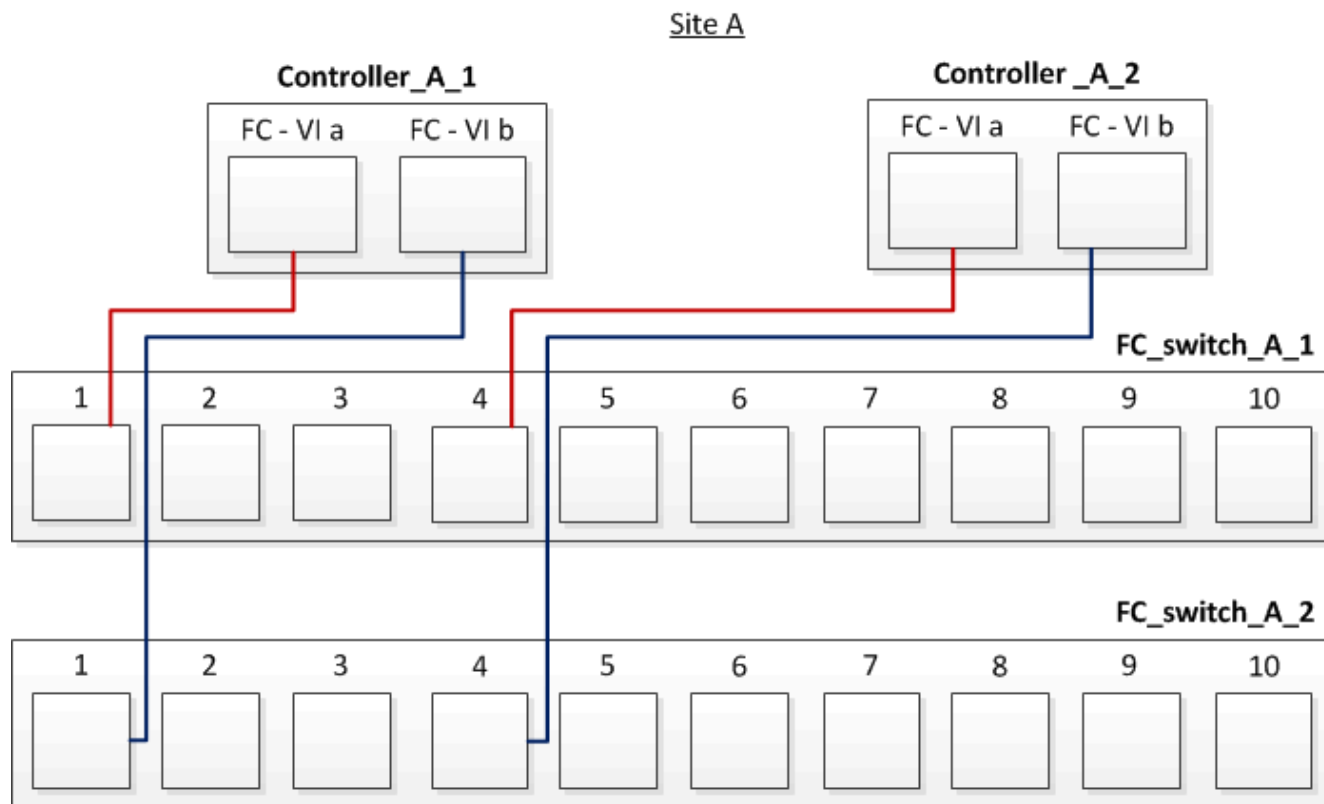 Site A
Controller_A_1
Controller _A_2
FC - VI a
FC - VI b
FC - VI a
FC - VI b
FC_switch_A_1
1 2 3 4 5 6 7 8 9 10
FC_switch_A_2
1 2 3 4 5 6 7 8 9 10